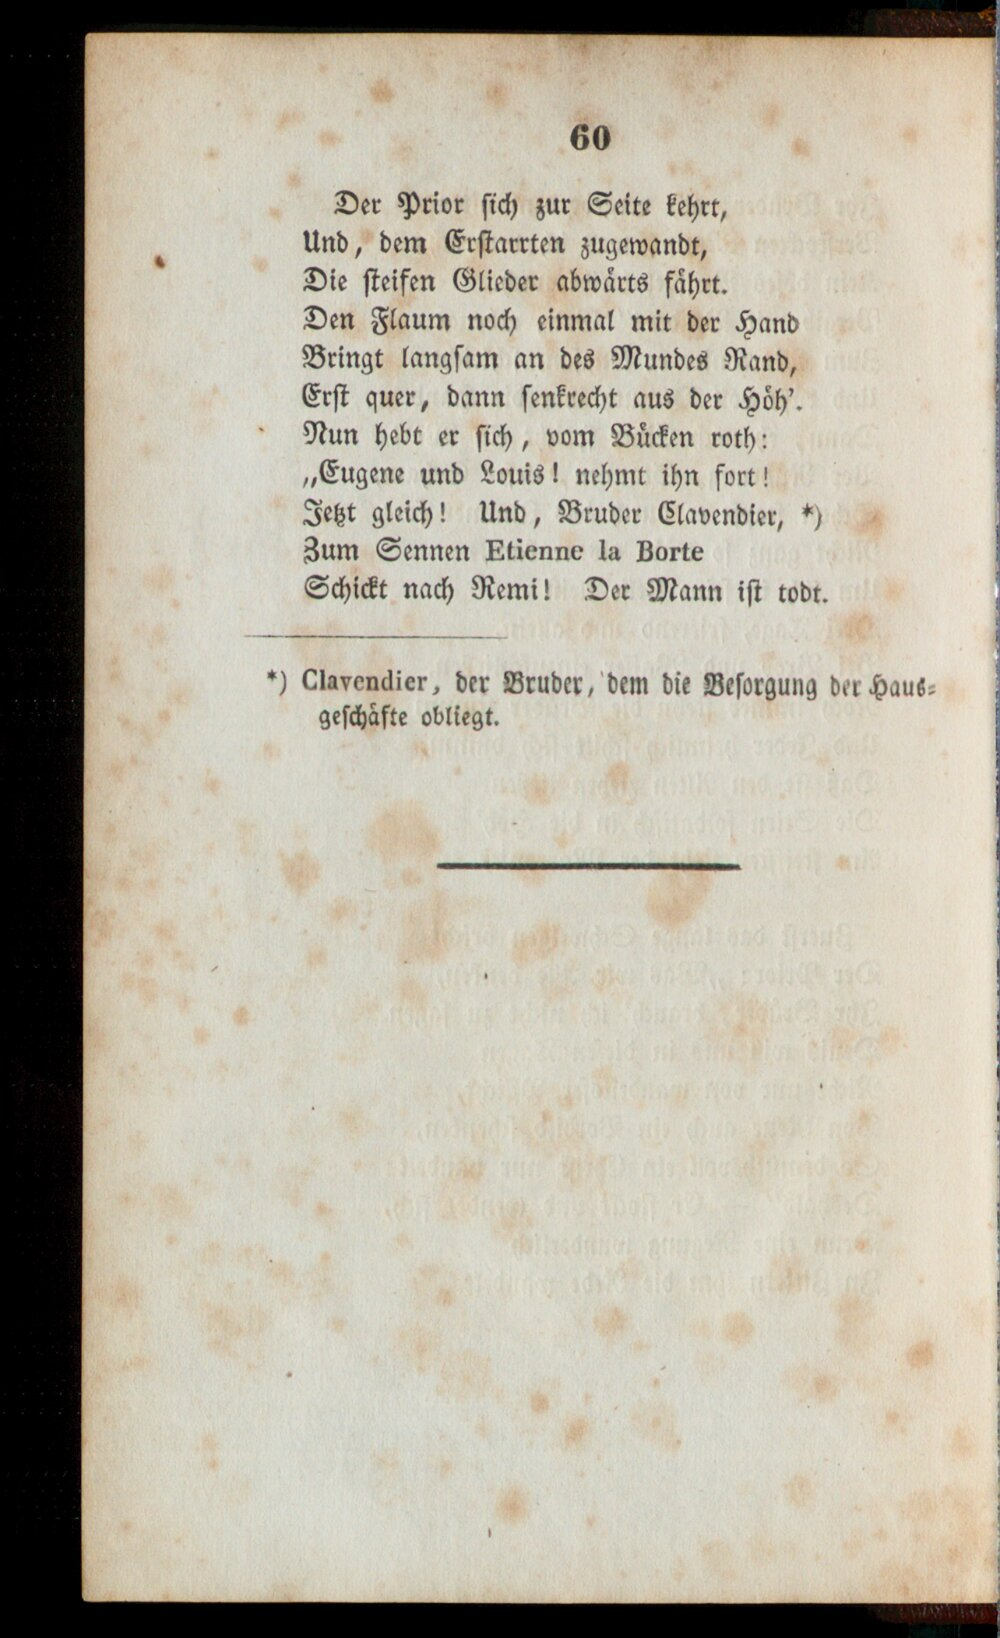 60
Der Prior sich zur Seite kehrt,
Und, dem Erstarrten zugewandt,
Die steifen Glieder abwärts fährt.
Den Flaum noch einmal mit der Hand
Bringt langsam an des Mundes Rand,
Erst quer, dann senkrecht aus der Höh'.
Nun hebt er sich, vom Bücken roth:
„Eugene und Louis! nehmt ihn fort!
Jetzt gleich! Und, Bruder Clavendier, *)
Zum Sennen Etienne la Borte
Schickt nach Remi! Der Mann ist todt.
*) Clavendier, der Bruder, dem die Besorgung der Haus-
geschäfte obliegt.